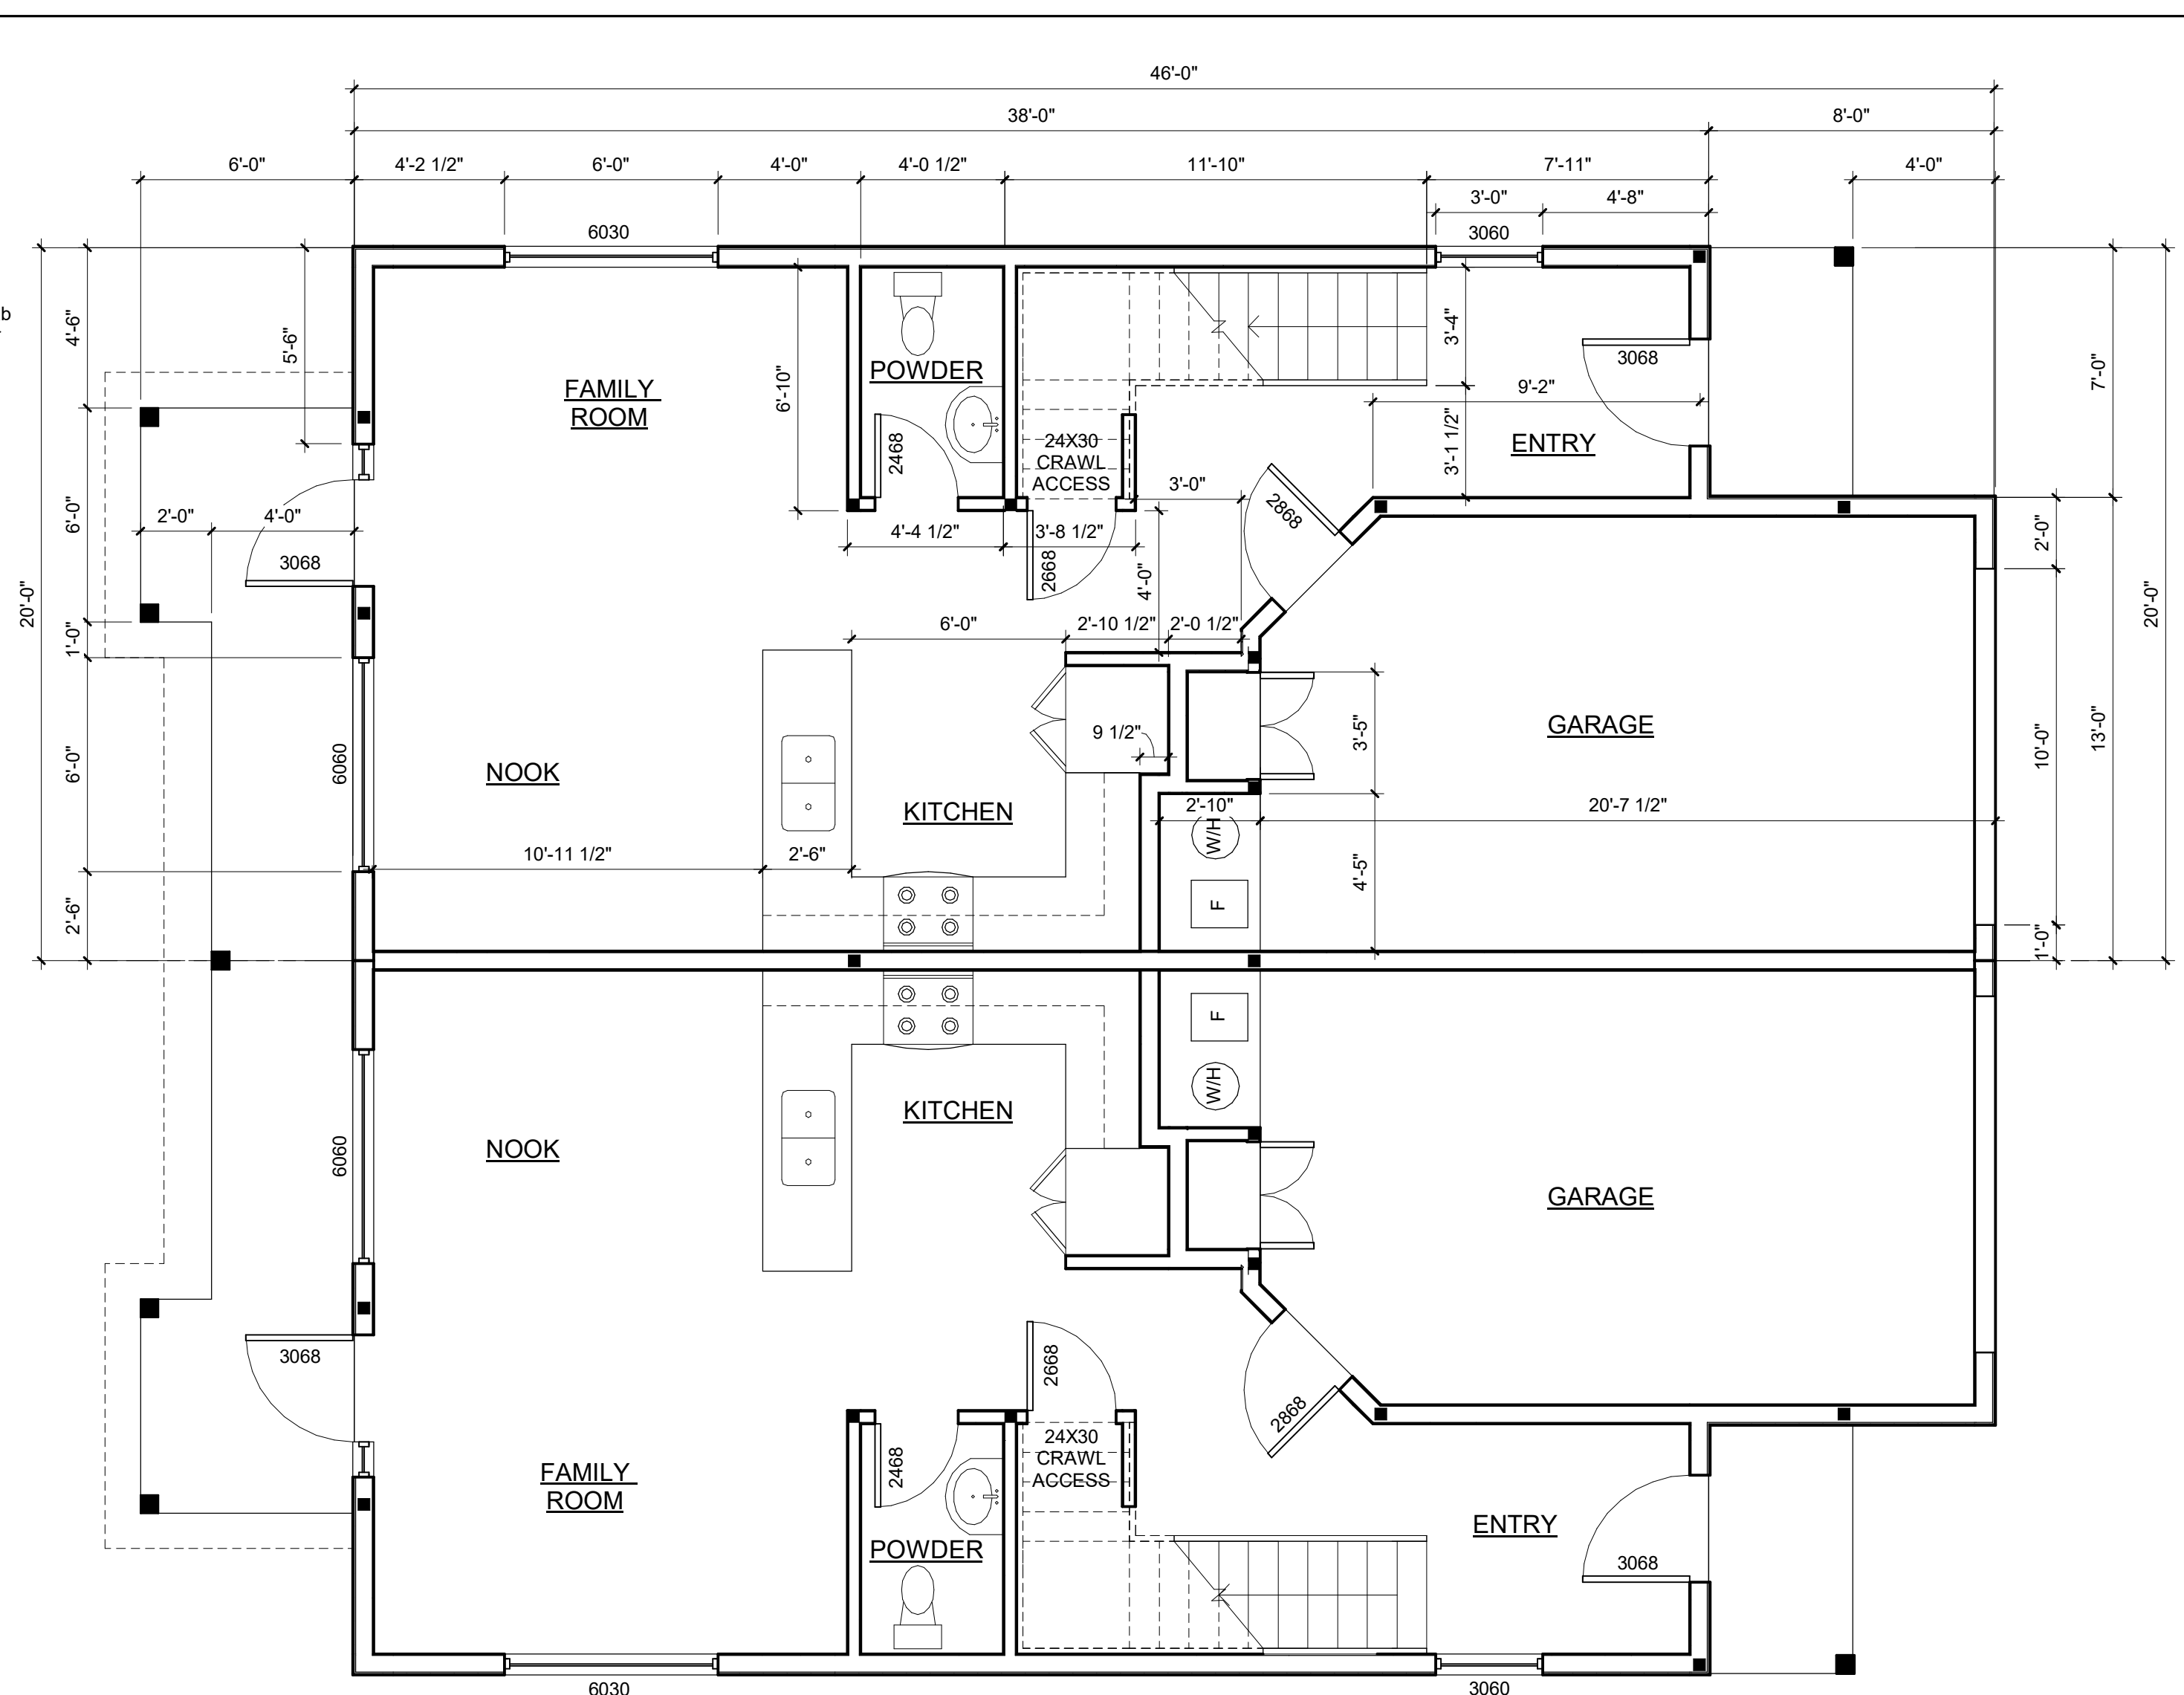 46'-0"
38'-0"
8'-0"
6'-0"
4'-2 1/2"
6'-0"
4'-0"
4'-0 1/2"
11'-10"
7'-11"
4'-0"
3'-0"
4'-8"
6030
3060
b
4'-6"
5'-6"
3'-4"
7'-0"
3068
POWDER
6'-10"
FAMILY
ROOM
9'-2"
2468
24X30
CRAWL
ACCESS
3'-1 1/2"
ENTRY
3'-0"
2868
6'-0"
2'-0"
4'-0"
4'-4 1/2"
3'-8 1/2"
2'-0"
3068
2668
4'-0"
20'-0"
20'-0"
1'-0"
6'-0"
2'-10 1/2"
2'-0 1/2"
9 1/2"
3'-5"
GARAGE
10'-0"
13'-0"
6'-0"
6060
NOOK
KITCHEN
2'-10"
20'-7 1/2"
W/H
10'-11 1/2"
2'-6"
4'-5"
F
2'-6"
1'-0"
F
W/H
KITCHEN
NOOK
6060
GARAGE
3068
2668
2868
24X30
CRAWL
ACCESS
2468
FAMILY
ROOM
ENTRY
POWDER
3068
6030
3060